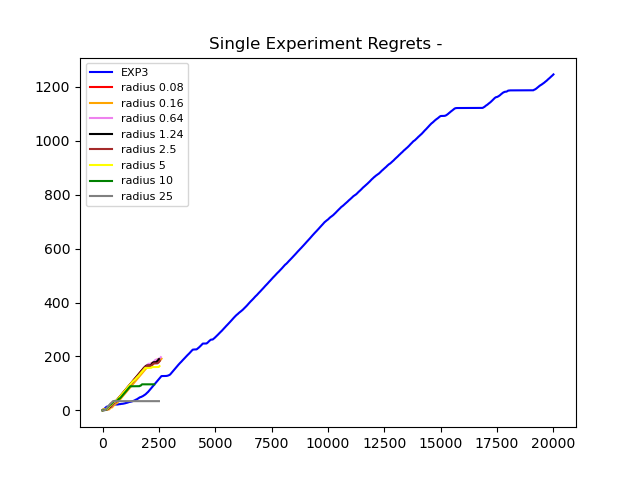 Single Experiment Regrets -
EXP3
radius 0.08
radius 0.16
radius 0.64
radius 1.24
radius 2.5
radius 5
radius 10
radius 25
1200
1000
800
600
400
200
0
0 2500 5000 7500 10000 12500 15000 17500 20000